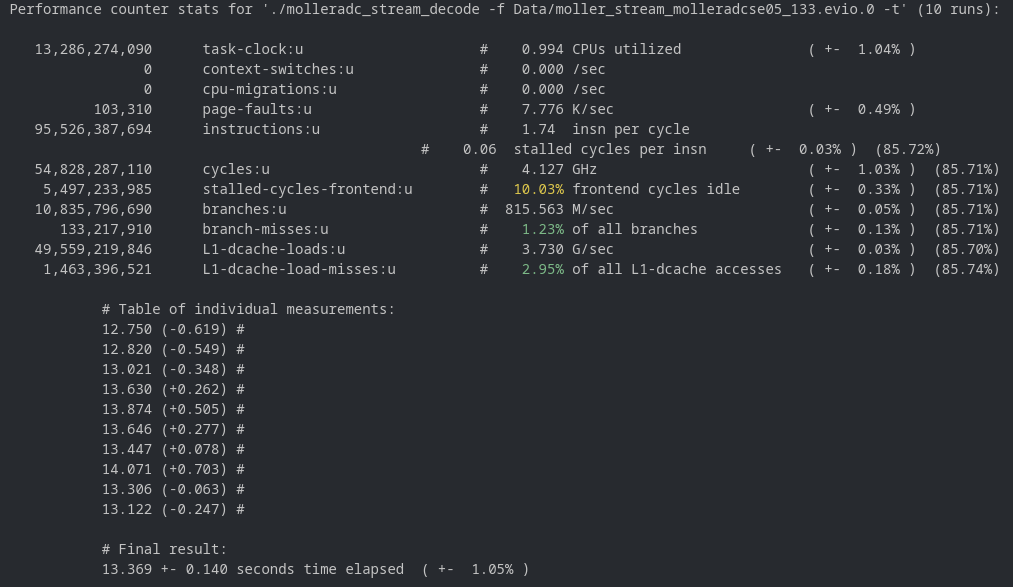 Performance counter stats for './molleradc_stream_decode -f Data/moller_stream_molleradcse05_133.evio.0 -t' (10 runs):
13,286,274,090      task-clock:u                     #    0.994 CPUs utilized               ( +-  1.04% )
0      context-switches:u               #    0.000 /sec
0      cpu-migrations:u                 #    0.000 /sec
103,310      page-faults:u                    #    7.776 K/sec                       ( +-  0.49% )
95,526,387,694      instructions:u                   #    1.74  insn per cycle
#    0.06  stalled cycles per insn     ( +-  0.03% )  (85.72%)
54,828,287,110      cycles:u                         #    4.127 GHz                         ( +-  1.03% )  (85.71%)
5,497,233,985      stalled-cycles-frontend:u        #   10.03% frontend cycles idle        ( +-  0.33% )  (85.71%)
10,835,796,690      branches:u                       #  815.563 M/sec                       ( +-  0.05% )  (85.71%)
133,217,910      branch-misses:u                  #    1.23% of all branches             ( +-  0.13% )  (85.71%)
49,559,219,846      L1-dcache-loads:u                #    3.730 G/sec                       ( +-  0.03% )  (85.70%)
1,463,396,521      L1-dcache-load-misses:u          #    2.95% of all L1-dcache accesses   ( +-  0.18% )  (85.74%)
# Table of individual measurements:
12.750 (-0.619) #
12.820 (-0.549) #
13.021 (-0.348) #
13.630 (+0.262) #
13.874 (+0.505) #
13.646 (+0.277) #
13.447 (+0.078) #
14.071 (+0.703) #
13.306 (-0.063) #
13.122 (-0.247) #
# Final result:
13.369 +- 0.140 seconds time elapsed  ( +-  1.05% )